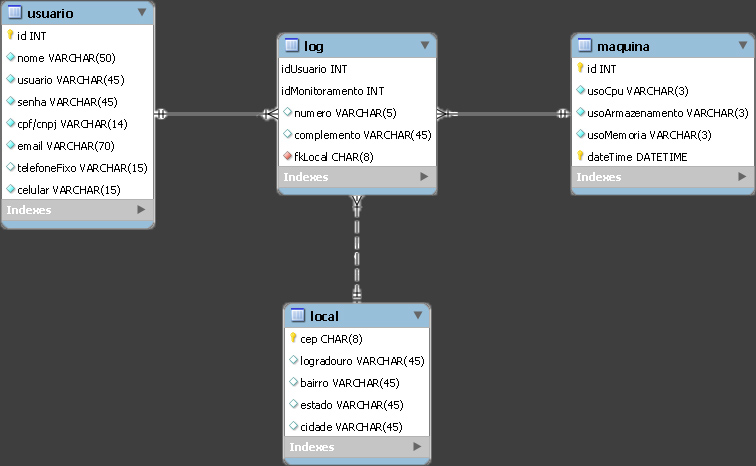 usuario
id INT
nome VARCHAR(50)
usuario VARCHAR(45)
senha VARCHAR(45)
cpf/cnpj VARCHAR(14)
email VARCHAR(70)
telefoneFixo VARCHAR(15)
celular VARCHAR(15)
Indexes
log
idUsuario INT
idMonitoramento INT
numero VARCHAR(5)
complemento VARCHAR(45)
fkLocal CHAR(8)
Indexes
maquina
id INT
usoCpu VARCHAR(3)
usoArmazenamento VARCHAR(3)
usoMemoria VARCHAR(3)
dateTime DATETIME
Indexes
local
cep CHAR(8)
logradouro VARCHAR(45)
bairro VARCHAR(45)
estado VARCHAR(45)
cidade VARCHAR(45)
Indexes